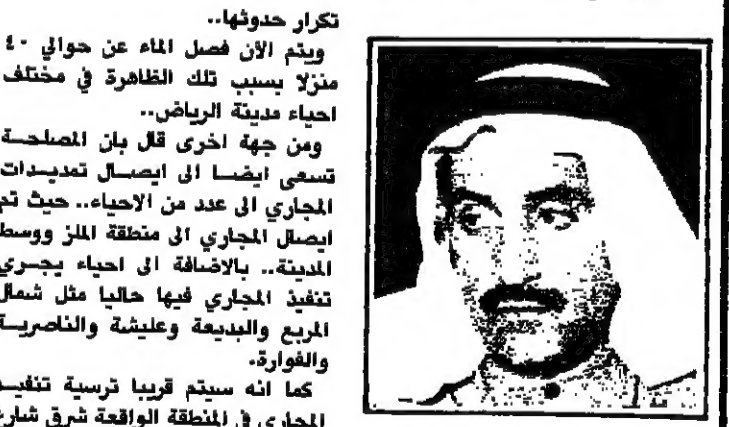 تكرار حدوثها..
ويتم الآن فصل الماء عن حوالي ٤٠
منزلا بسبب تلك الظاهرة في مختلف
احياء مدينة الرياض..
ومن جهة اخرى قال بان المصلحة
تسعى ايضا الى ايصال تمديدات
المجاري الى عدد من الاحياء.. حيث تم
ايصال المجاري الى منطقة الملز ووسط
المدينة.. بالاضافة الى احياء يجري
تنفيذ المجاري فيها حاليا مثل شمال
المربع والبديعة وعليشة والناصرية
والفوارة.
كما انه سيتم قريبا ترسية تنفيذ
المجاري في المنطقة الواقعة شرق شارع